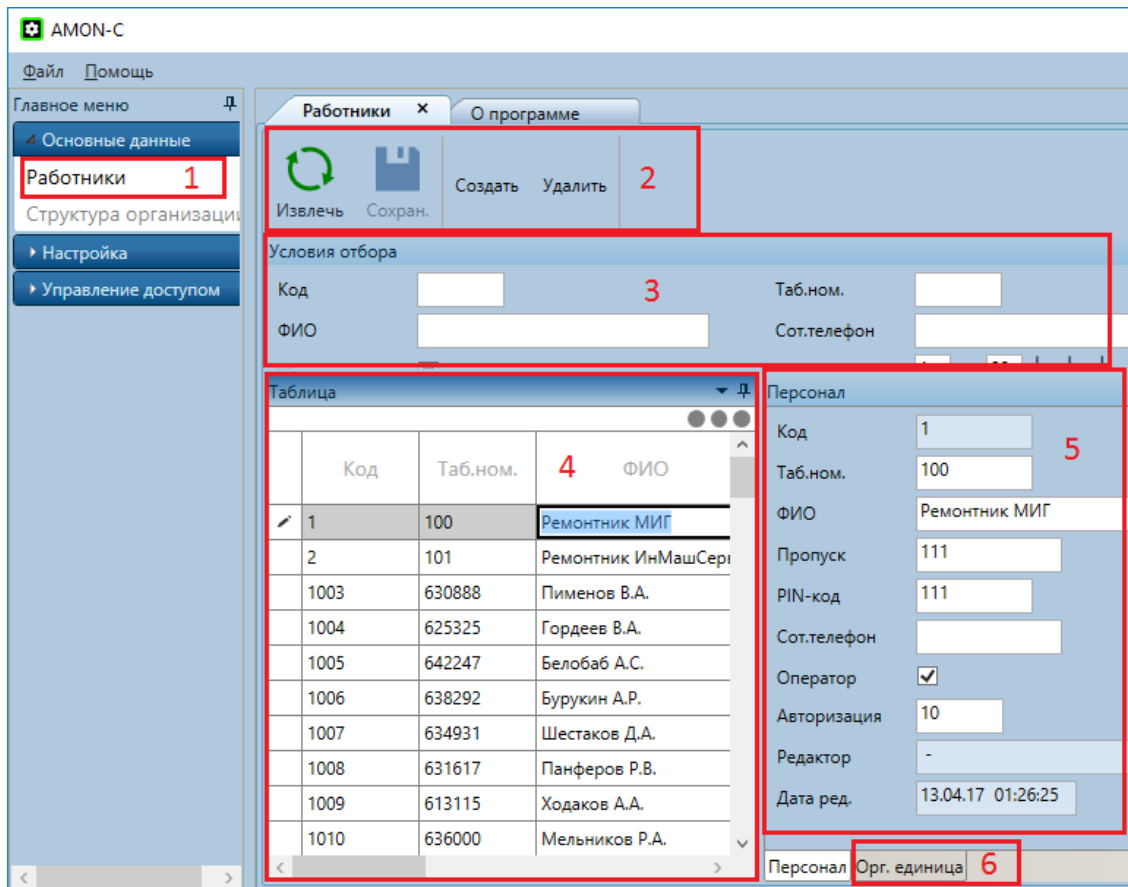 AMON-C
Файл Помощь
Главное меню
Основные данные
Работники 1
Структура организации
Настройка
Управление доступом
Работники × О программе
Извлечь Сохран. Создать Удалить 2
Условия отбора
Код 3 Таб.ном.
ФИО Сот.телефон
Таблица
Код Таб.ном. 4 ФИО
1 100 Ремонтник МИГ
2 101 Ремонтник ИнМашСерв
1003 630888 Пименов В.А.
1004 625325 Гордеев В.А.
1005 642247 Белобаб А.С.
1006 638292 Бурукин А.Р.
1007 634931 Шестаков Д.А.
1008 631617 Панферов Р.В.
1009 613115 Ходаков А.А.
1010 636000 Мельников Р.А.
Персонал
Код 1 5
Таб.ном. 100
ФИО Ремонтник МИГ
Пропуск 111
PIN-код 111
Сот.телефон
Оператор
Авторизация 10
Редактор -
Дата ред. 13.04.17 01:26:25
Персонал Орг. единица 6